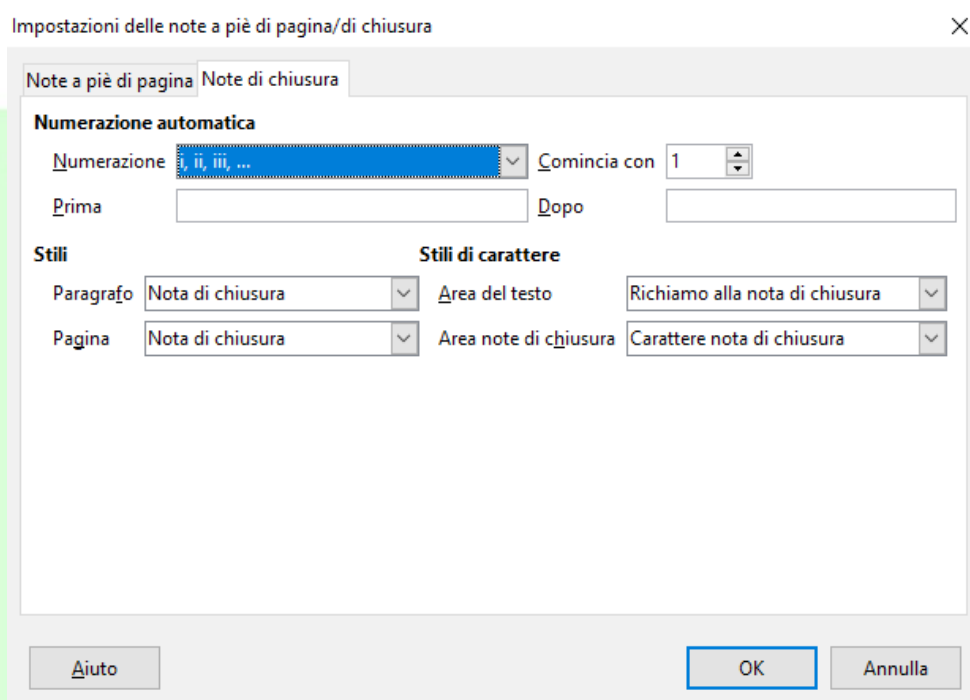 Impostazioni delle note a piè di pagina/di chiusura
Note a piè di pagina Note di chiusura
Numerazione automatica
Numerazione i, ii, iii, ... Comincia con 1
Prima Dopo
Stili Stili di carattere
Paragrafo Nota di chiusura Area del testo Richiamo alla nota di chiusura
Pagina Nota di chiusura Area note di chiusura Carattere nota di chiusura
Aiuto OK Annulla